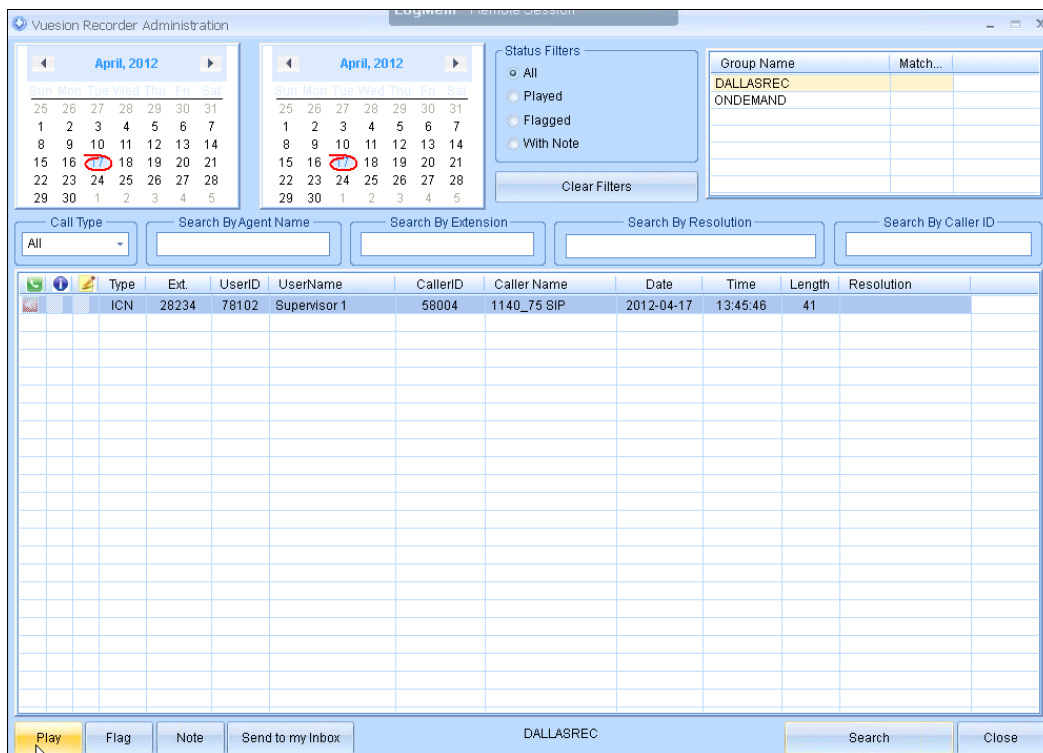 LogMeIn - Remote Session
Vuesion Recorder Administration
April, 2012
Sun Mon Tue Wed Thu Fri Sat
25 26 27 28 29 30 31
1 2 3 4 5 6 7
8 9 10 11 12 13 14
15 16 17 18 19 20 21
22 23 24 25 26 27 28
29 30 1 2 3 4 5
April, 2012
Sun Mon Tue Wed Thu Fri Sat
25 26 27 28 29 30 31
1 2 3 4 5 6 7
8 9 10 11 12 13 14
15 16 17 18 19 20 21
22 23 24 25 26 27 28
29 30 1 2 3 4 5
Status Filters
All
Played
Flagged
With Note
Clear Filters
Group Name Match...
DALLASREC
ONDEMAND
Call Type
All
Search By Agent Name
Search By Extension
Search By Resolution
Search By Caller ID
Type Ext. UserID UserName CallerID Caller Name Date Time Length Resolution
ICN 28234 78102 Supervisor 1 58004 1140_75 SIP 2012-04-17 13:45:46 41
Play Flag Note Send to my Inbox DALLASREC Search Close